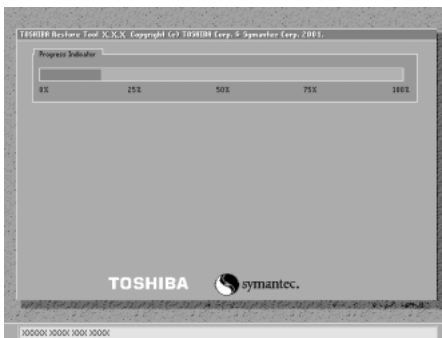 TOSHIBA Restore Tool X.X.X Copyright (c) TOSHIBA Corp. & Symantec Corp. 2001.
Progress Indicator
0% 25% 50% 75% 100%
TOSHIBA symantec.
XXXXX XXXX XXX XXXX